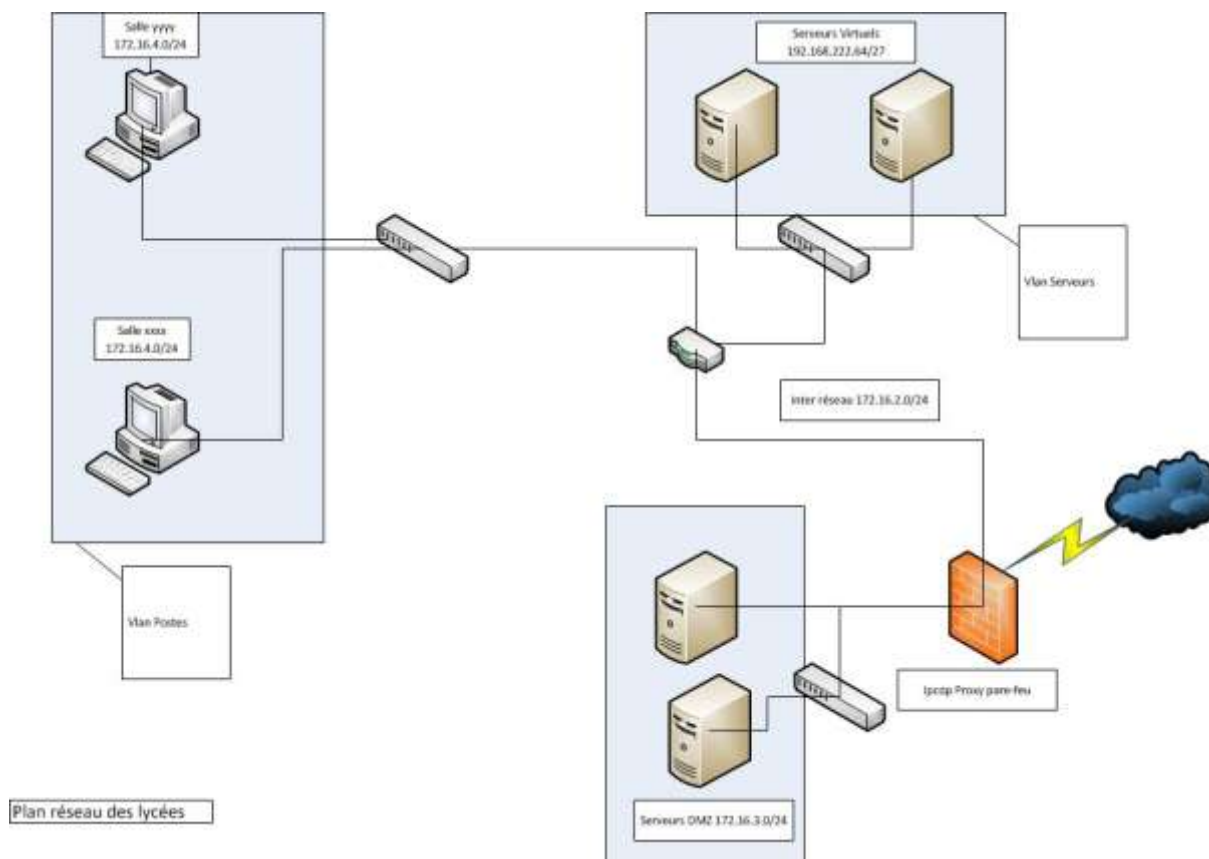 Salle yyyy
172.16.4.0/24
Serveurs Virtuels
192.168.222.64/27
Vlan Serveurs
Salle xxxx
172.16.4.0/24
Inter réseau 172.16.2.0/24
Vlan Postes
Ipcop Proxy pare-feu
Plan réseau des lycées
Serveurs DMZ 172.16.3.0/24